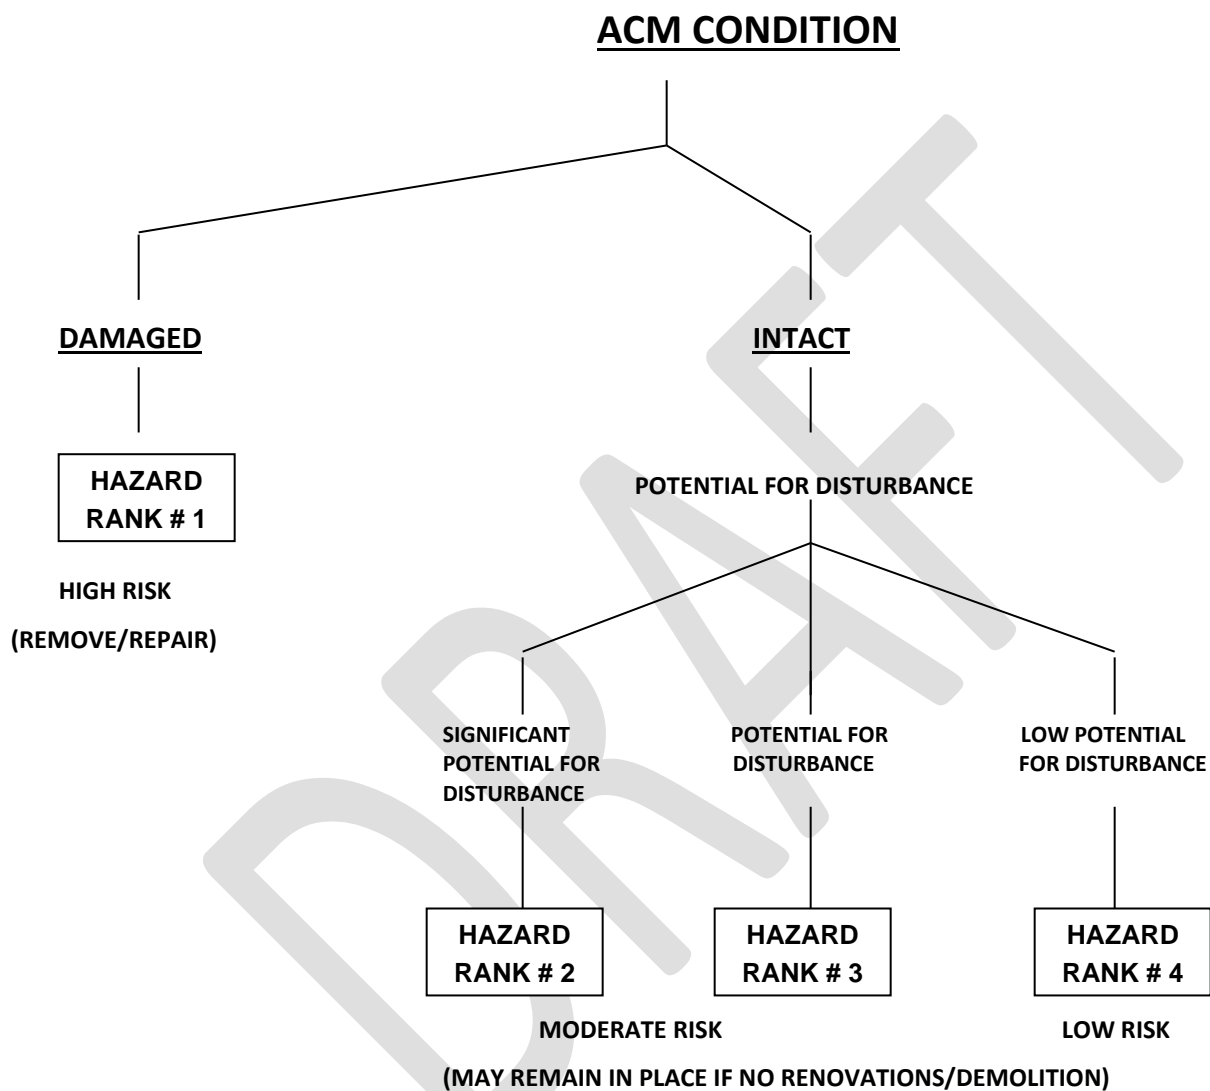 ACM CONDITION
DAMAGED
INTACT
HAZARD
RANK # 1
POTENTIAL FOR DISTURBANCE
HIGH RISK
(REMOVE/REPAIR)
SIGNIFICANT
POTENTIAL FOR
DISTURBANCE
POTENTIAL FOR
DISTURBANCE
LOW POTENTIAL
FOR DISTURBANCE
HAZARD
RANK # 2
HAZARD
RANK # 3
HAZARD
RANK # 4
MODERATE RISK
LOW RISK
(MAY REMAIN IN PLACE IF NO RENOVATIONS/DEMOLITION)
DRAFT